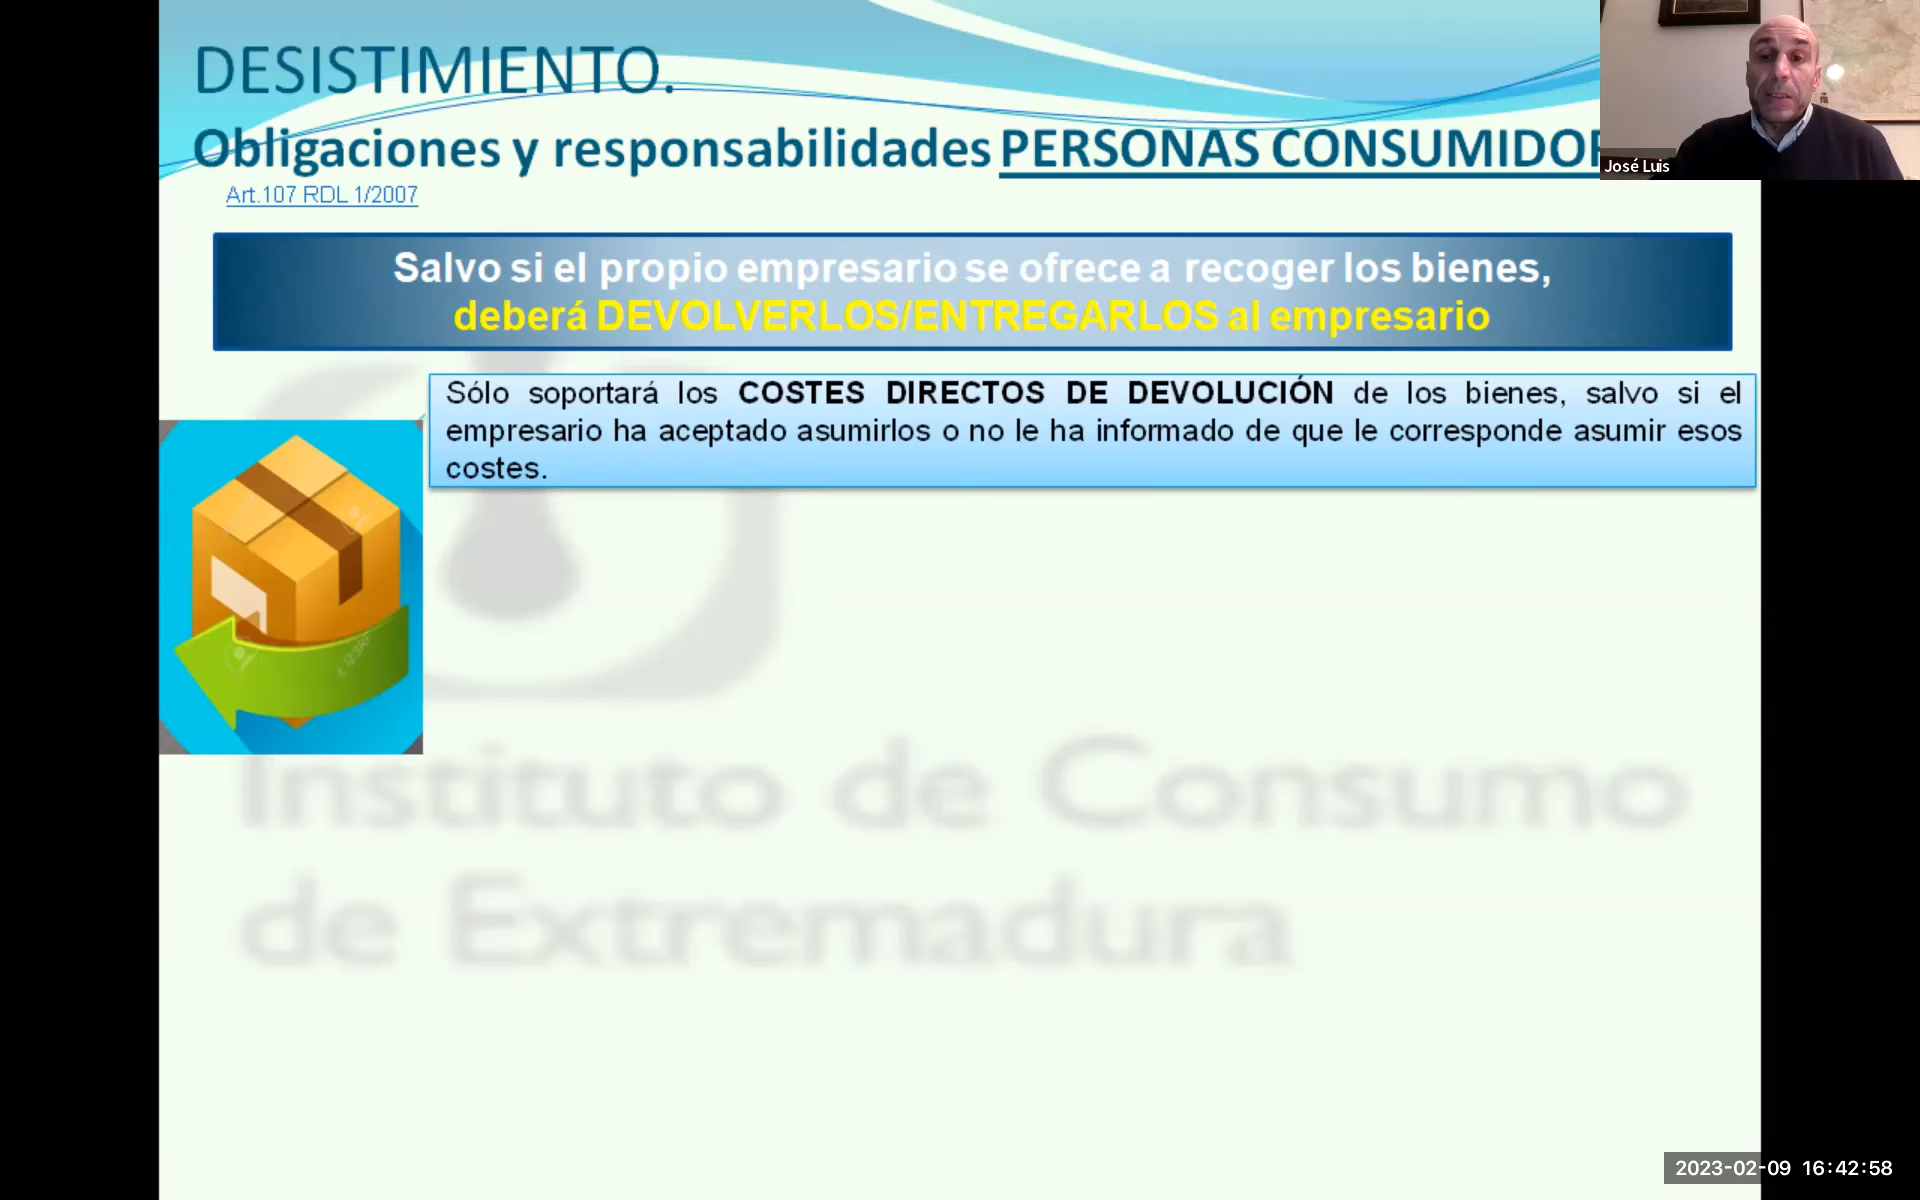 DESISTIMIENTO.
Obligaciones y responsabilidades PERSONAS CONSUMIDOR
Art.107 RDL 1/2007
José Luis
Salvo si el propio empresario se ofrece a recoger los bienes,
deberá DEVOLVERLOS/ENTREGARLOS al empresario
Sólo soportará los COSTES DIRECTOS DE DEVOLUCIÓN de los bienes, salvo si el
empresario ha aceptado asumirlos o no le ha informado de que le corresponde asumir esos
costes.
Instituto de Consumo
de Extremadura
2023-02-09 16:42:58